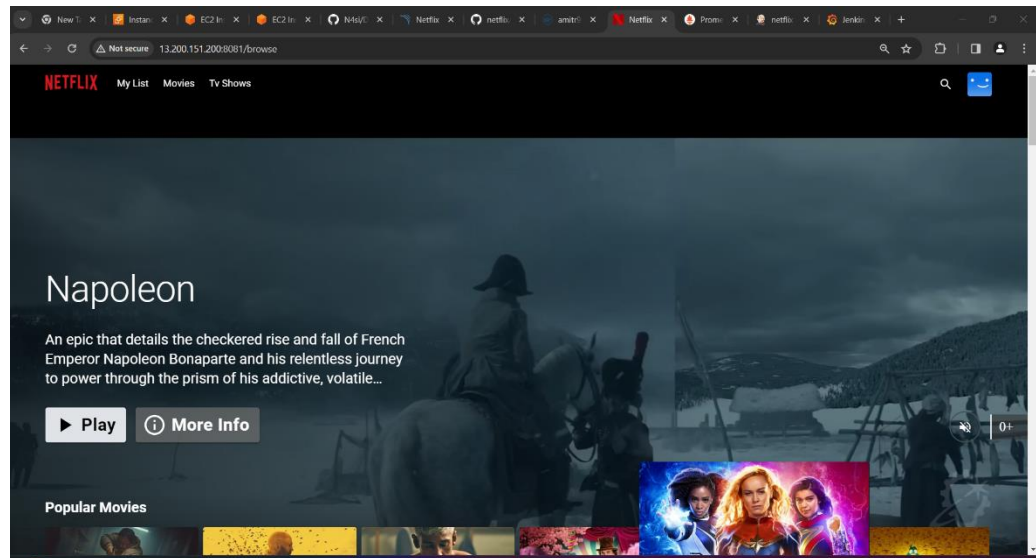 New T
Instanc
EC2 In
EC2 In
N4si/D
Netflix
netflix
amitr
Netflix
Prome
netflix
Jenkin
Not secure 13.200.151.200:8081/browse
NETFLIX My List Movies Tv Shows
Napoleon
An epic that details the checkered rise and fall of French
Emperor Napoleon Bonaparte and his relentless journey
to power through the prism of his addictive, volatile...
Play More Info
0+
Popular Movies